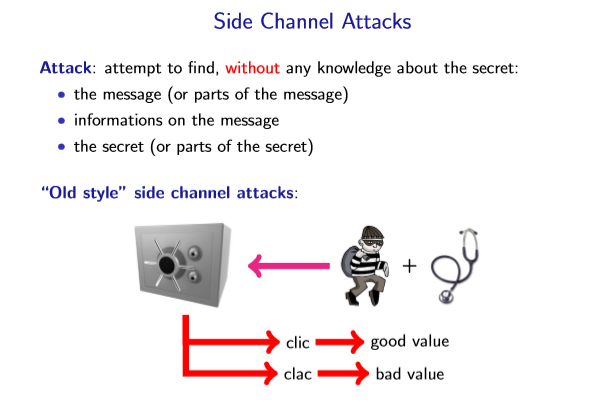 Side Channel Attacks
Attack: attempt to find, without any knowledge about the secret:
• the message (or parts of the message)
• informations on the message
• the secret (or parts of the secret)
“Old style” side channel attacks:
+
clic good value
clac bad value